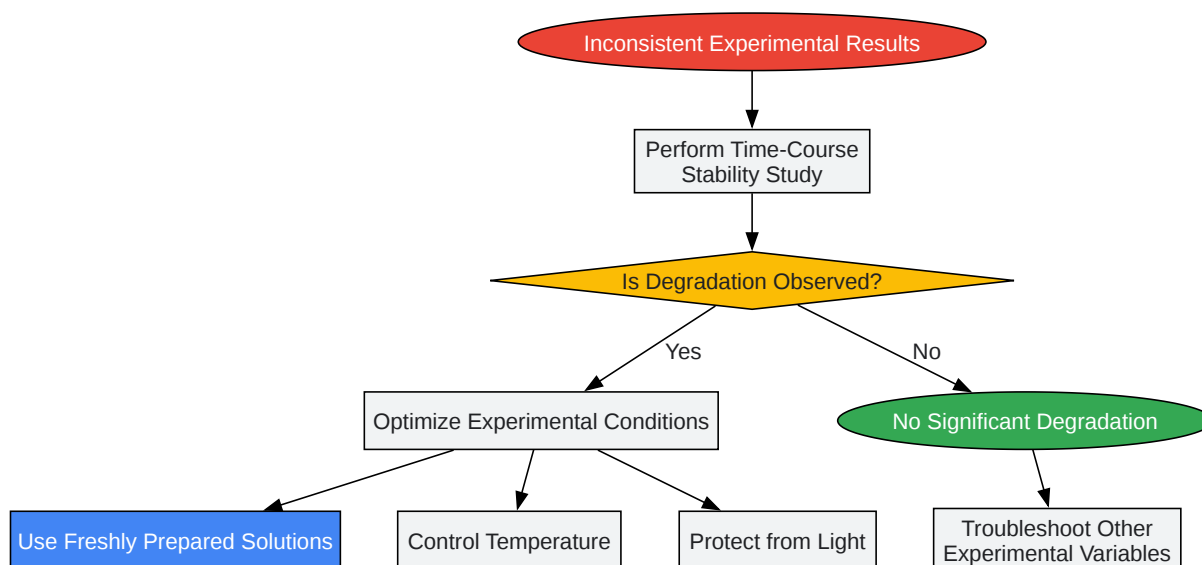 Inconsistent Experimental Results
Perform Time-Course
Stability Study
Is Degradation Observed?
Yes
No
Optimize Experimental Conditions
No Significant Degradation
Use Freshly Prepared Solutions
Control Temperature
Protect from Light
Troubleshoot Other
Experimental Variables